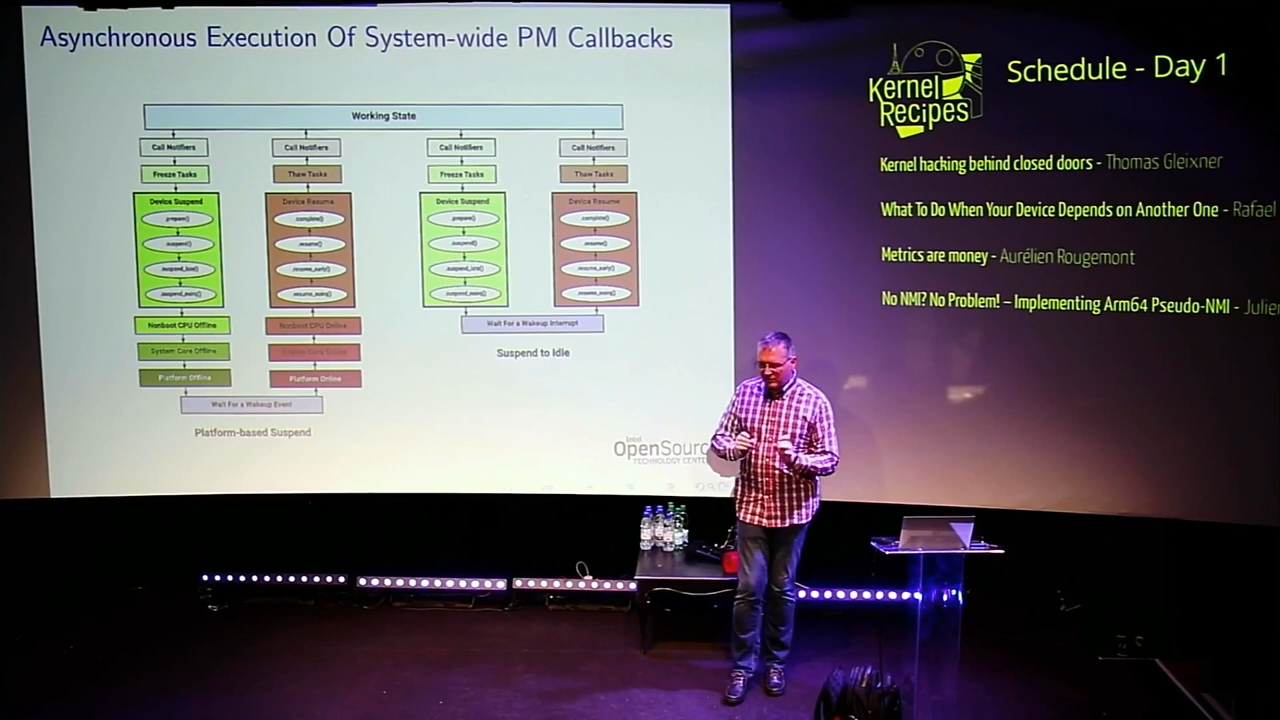 Asynchronous Execution Of System-wide PM Callbacks
Working State
Call Notifiers
Call Notifiers
Call Notifiers
Call Notifiers
Freeze Tasks
Thaw Tasks
Freeze Tasks
Thaw Tasks
Device Suspend
Device Resume
Device Suspend
Device Resume
.prepare()
.complete()
.prepare()
.complete()
.suspend()
.resume()
.suspend()
.resume()
.suspend_late()
.resume_early()
.suspend_late()
.resume_early()
.suspend_noirq()
.resume_noirq()
.suspend_noirq()
.resume_noirq()
Nonboot CPU Offline
Nonboot CPU Online
Wait For a Wakeup Interrupt
System Core Offline
System Core Online
Suspend to Idle
Platform Offline
Platform Online
Wait For a Wakeup Event
Platform-based Suspend
Intel
OpenSourc
TECHNOLOGY CENTE
Kernel
Recipes
Schedule - Day 1
Kernel hacking behind closed doors - Thomas Gleixner
What To Do When Your Device Depends on Another One - Rafael
Metrics are money - Aurélien Rougemont
No NMI? No Problem! – Implementing Arm64 Pseudo-NMI - Julien